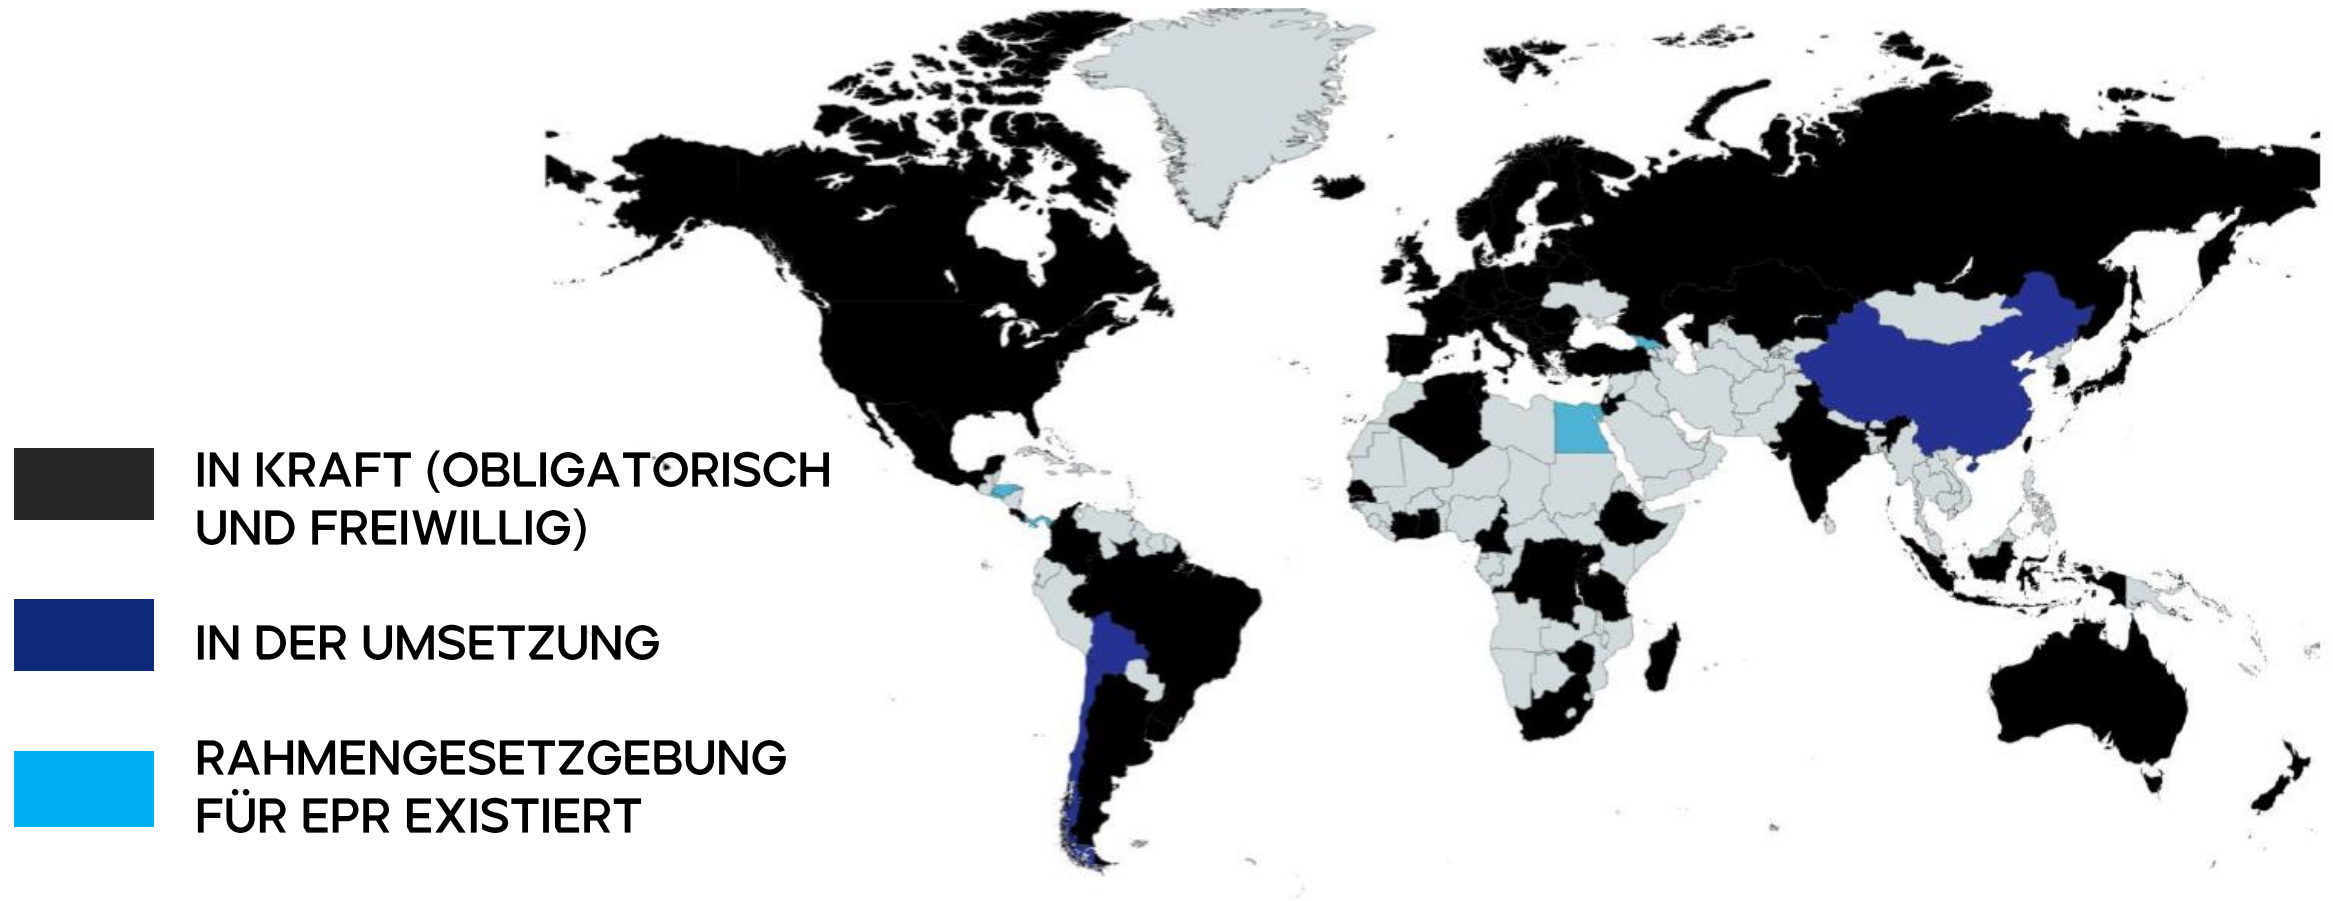 IN KRAFT (OBLIGATORISCH
UND FREIWILLIG)
IN DER UMSETZUNG
RAHMENGESETZGEBUNG
FÜR EPR EXISTIERT